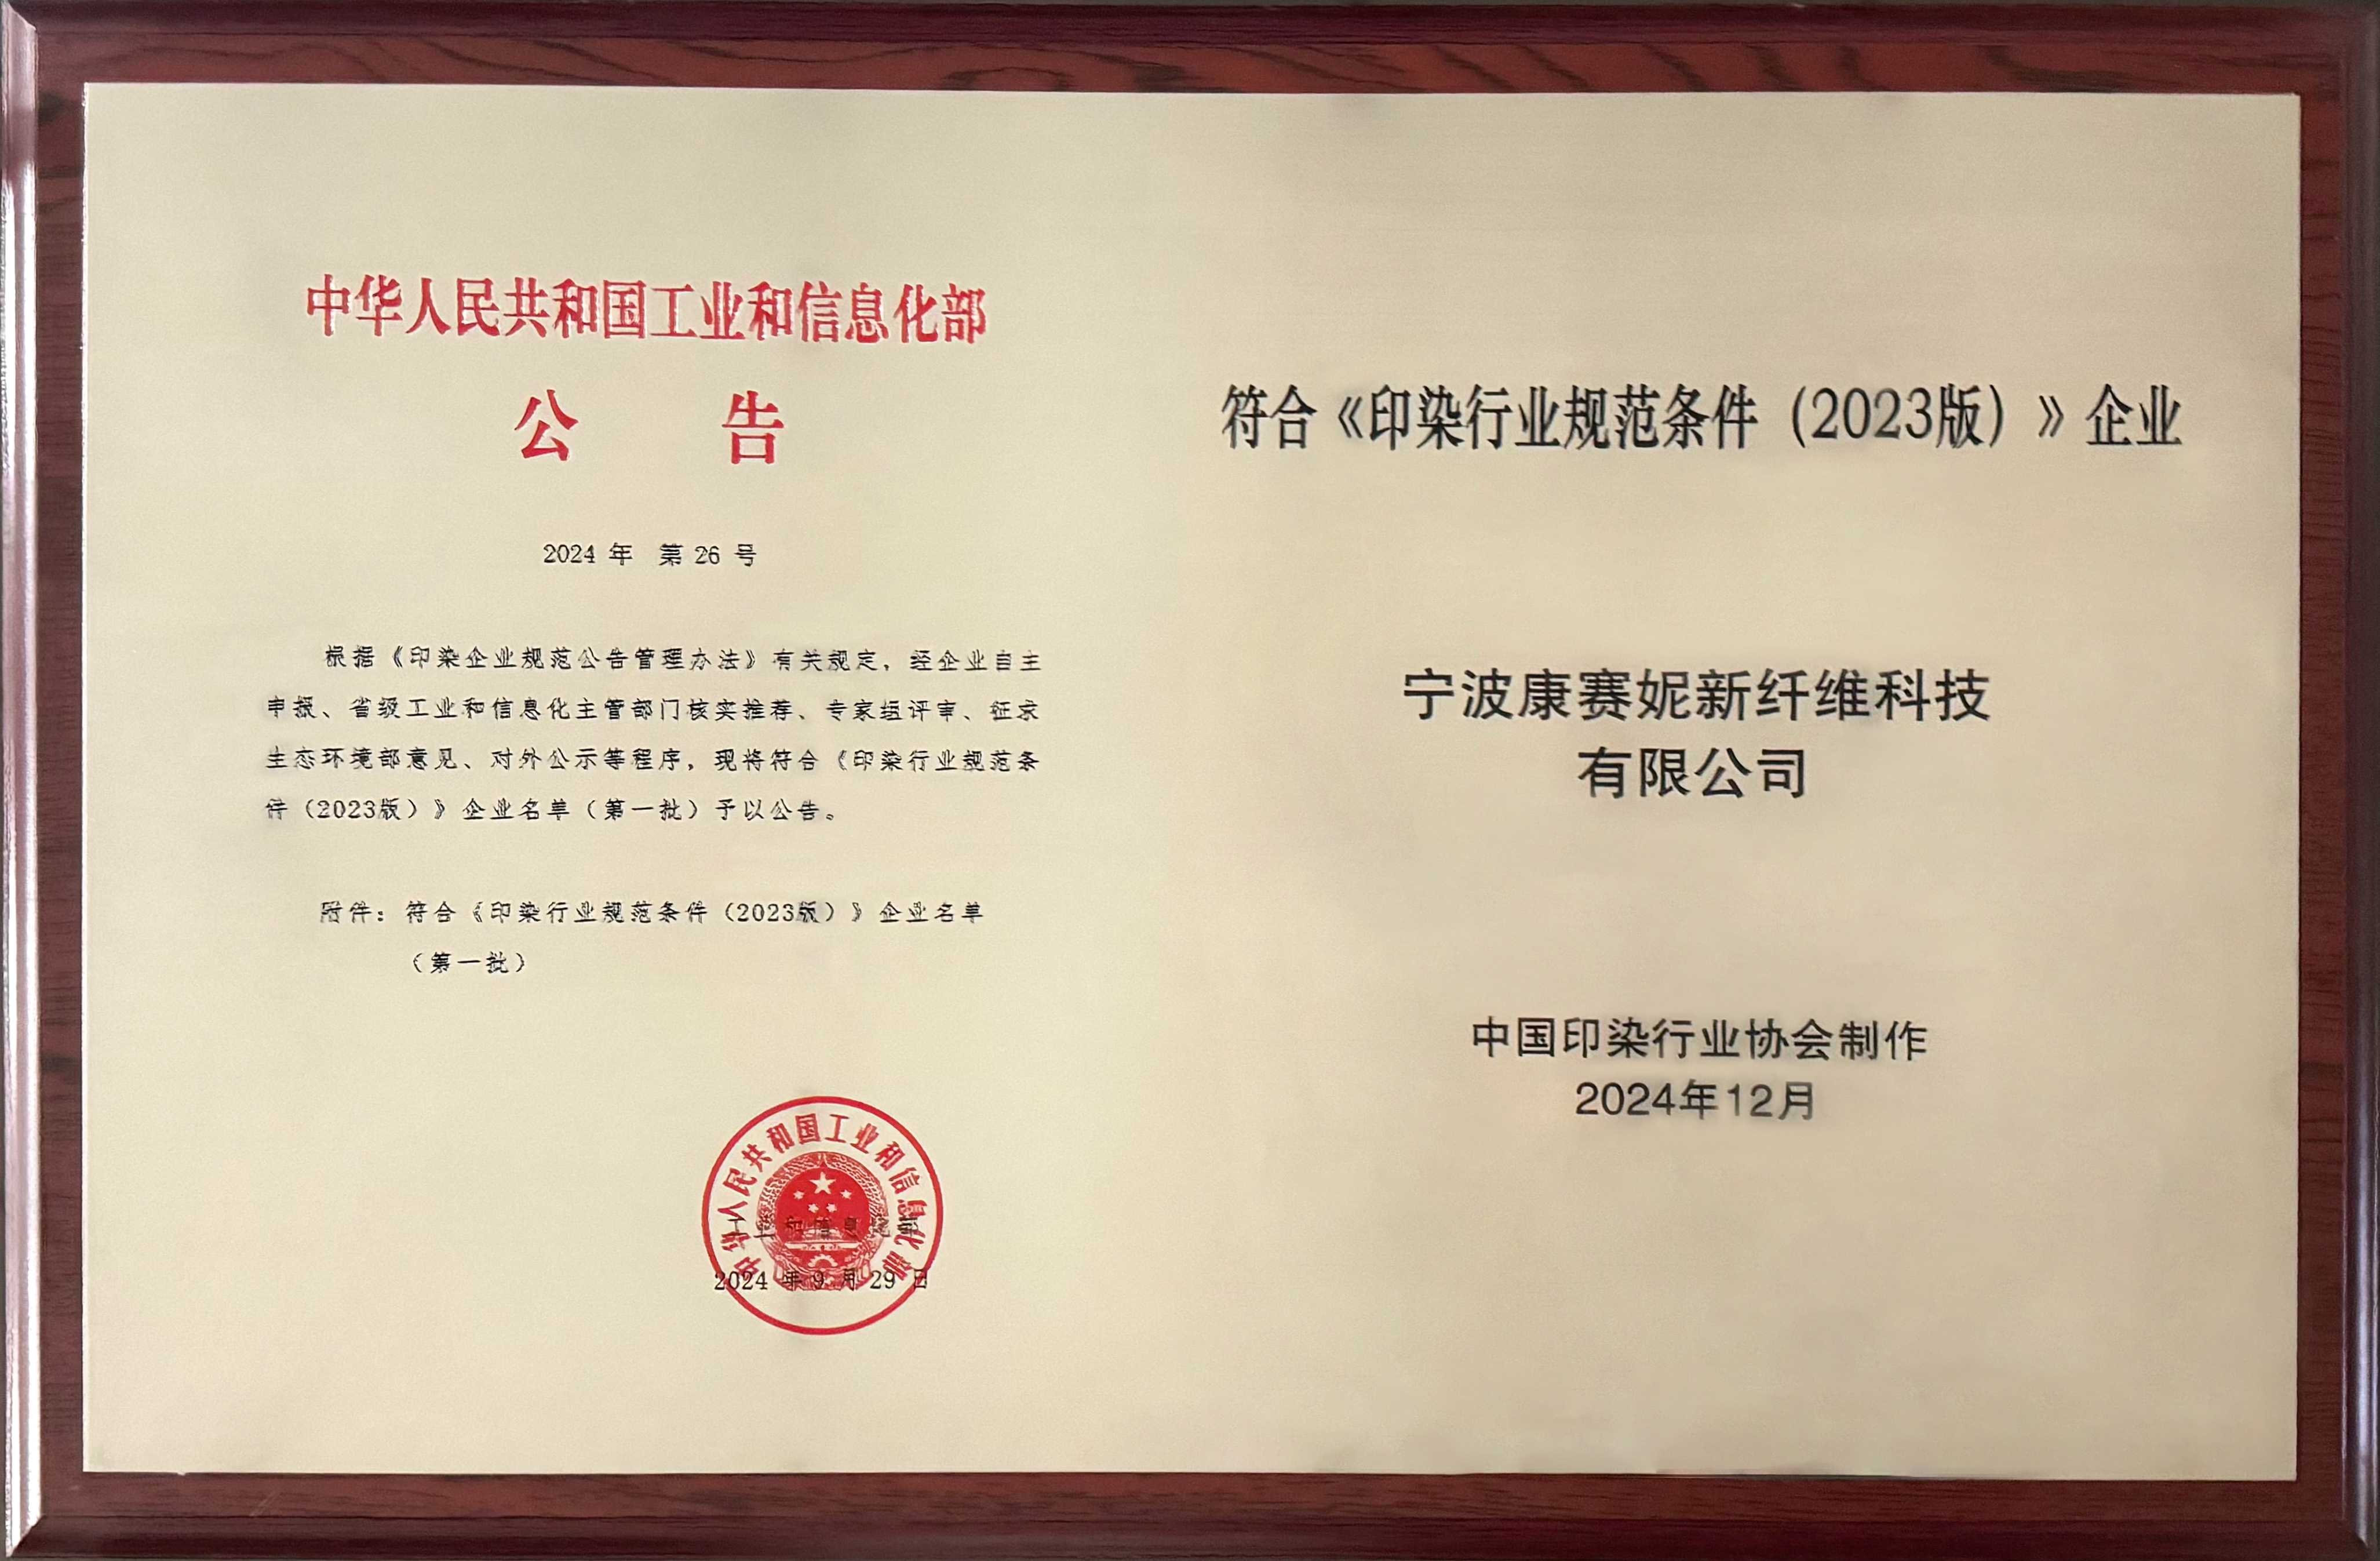 中华人民共和国工业和信息化部
公 告
2024 年 第 26 号
根据《印染企业规范公告管理办法》有关规定，经企业自主
申报、省级工业和信息化主管部门核实推荐、专家组评审、征求
生态环境部意见、对外公示等程序，现将符合《印染行业规范条
件（2023版）》企业名单（第一批）予以公告。
附件：符合《印染行业规范条件（2023版）》企业名单
（第一批）
中华人民共和国工业和信息化部
2024 年 9 月 29 日
符合《印染行业规范条件（2023版）》企业
宁波康赛妮新纤维科技
有限公司
中国印染行业协会制作
2024年12月